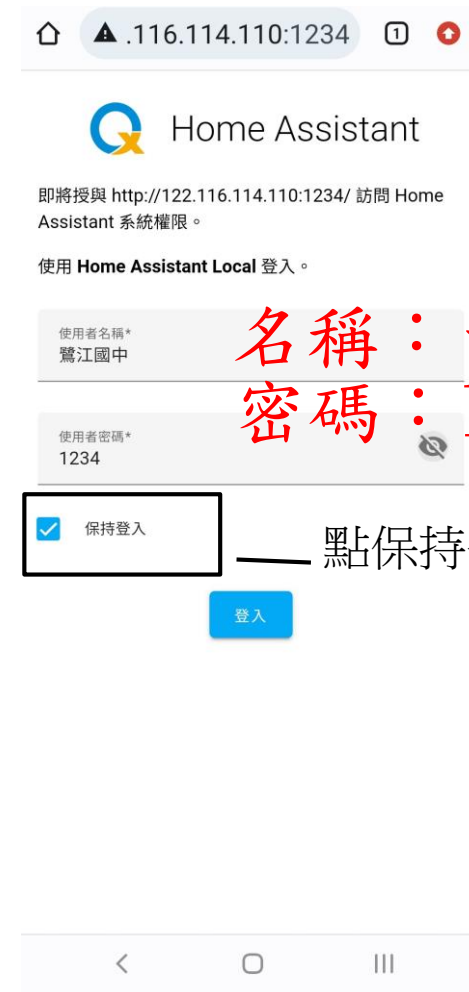 .116.114.110:1234
1
Home Assistant
即將授與 http://122.116.114.110:1234/ 訪問 Home
Assistant 系統權限。
使用 Home Assistant Local 登入。
使用者名稱*
鷺江國中
名稱：
使用者密碼*
1234
密碼：
保持登入
點保持
登入